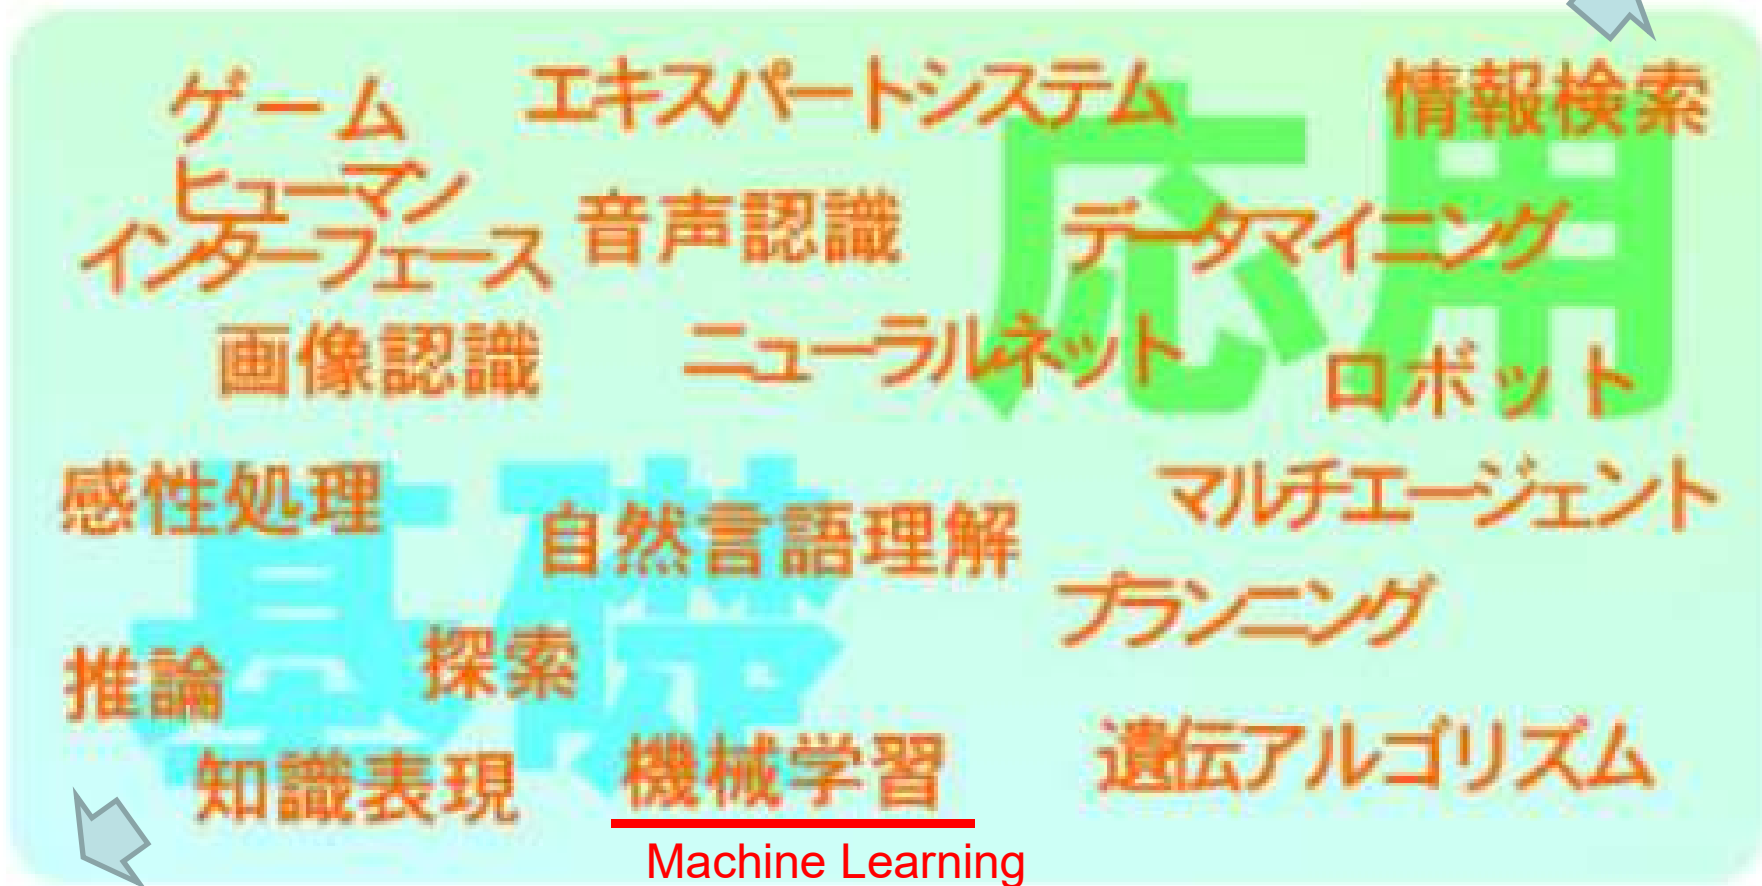 ゲーム
エキスパートシステム
情報検索
ヒューマン
インターフェース
音声認識
データマイニング
応用
画像認識
ニューラルネット
ロボット
感性処理
自然言語理解
マルチエージェント
基礎
プランニング
推論
探索
知識表現
機械学習
遺伝アルゴリズム
Machine Learning